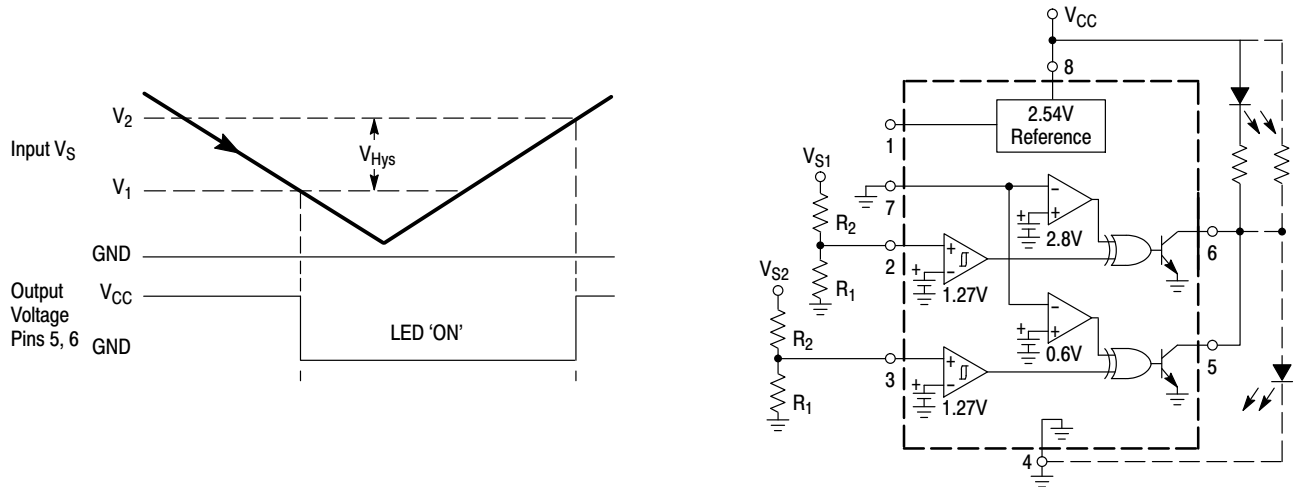 V2
Input VS
VHys
V1
GND
Output
Voltage
Pins 5, 6
VCC
GND
LED 'ON'
VCC
8
2.54V
Reference
1
VS1
7
R2
+
-
+
2.8V
6
2
+
-
+
1.27V
R1
VS2
-
+
+
0.6V
R2
5
3
+
-
+
1.27V
R1
4